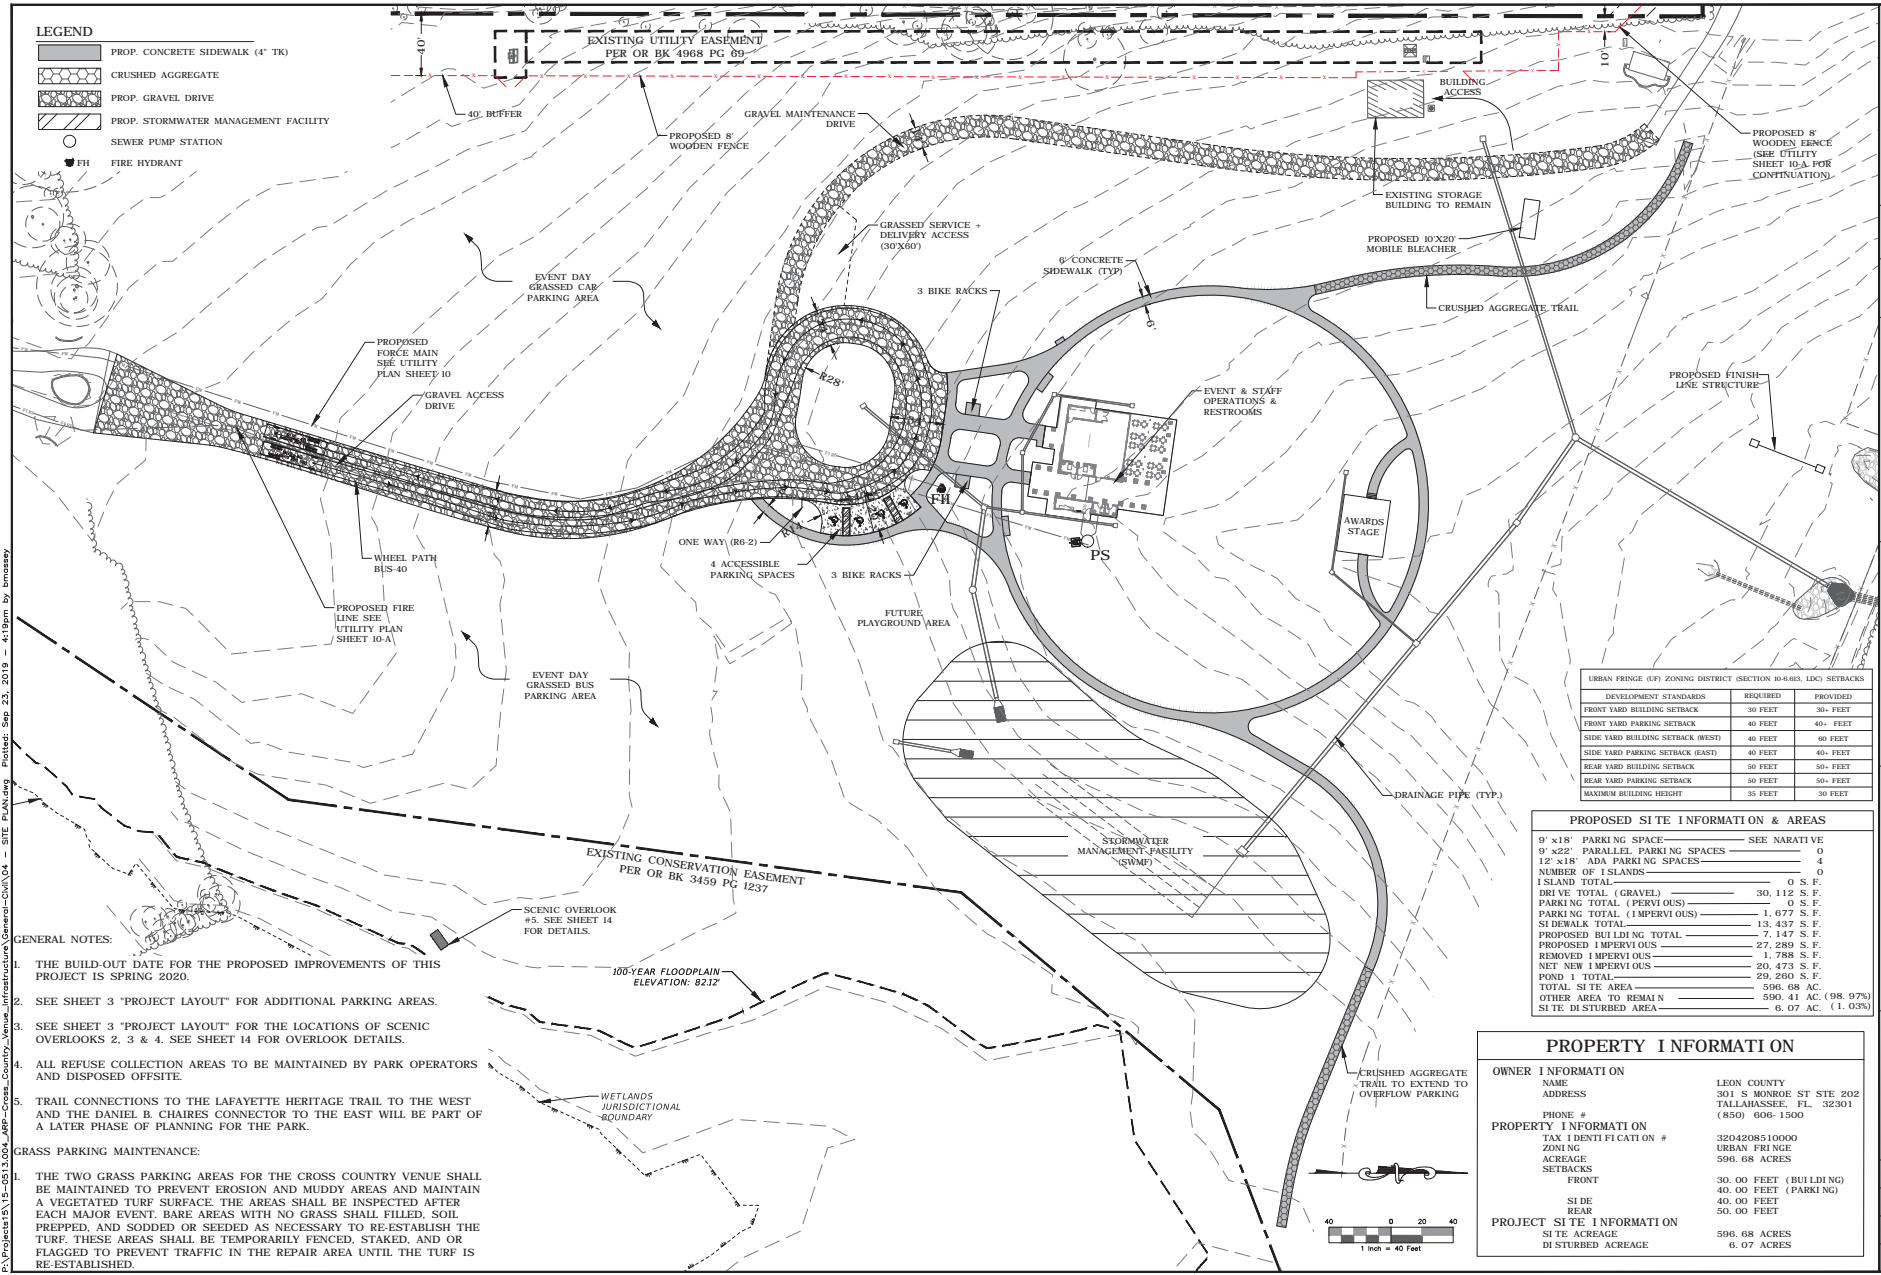 LEGEND
PROP. CONCRETE SIDEWALK (4" TK)
CRUSHED AGGREGATE
PROP. GRAVEL DRIVE
PROP. STORMWATER MANAGEMENT FACILITY
SEWER PUMP STATION
FH FIRE HYDRANT
40'
EXISTING UTILITY EASEMENT
PER OR BK 4968 PG 69
40' BUFFER
PROPOSED 8'
WOODEN FENCE
GRAVEL MAINTENANCE
DRIVE
BUILDING
ACCESS
10'
PROPOSED 8'
WOODEN FENCE
(SEE UTILITY
SHEET 10-A FOR
CONTINUATION)
EXISTING STORAGE
BUILDING TO REMAIN
PROPOSED 10'X20'
MOBILE BLEACHER
GRASSED SERVICE +
DELIVERY ACCESS
(30'X60')
6' CONCRETE
SIDEWALK (TYP)
6'
3 BIKE RACKS
CRUSHED AGGREGATE TRAIL
EVENT DAY
GRASSED CAR
PARKING AREA
PROPOSED
FORCE MAIN
SEE UTILITY
PLAN SHEET 10
GRAVEL ACCESS
DRIVE
R28'
EVENT & STAFF
OPERATIONS &
RESTROOMS
PROPOSED FINISH
LINE STRUCTURE
FH
AWARDS
STAGE
ONE WAY (R6-2)
4 ACCESSIBLE
PARKING SPACES
3 BIKE RACKS
PS
WHEEL PATH
BUS-40
PROPOSED FIRE
LINE SEE
UTILITY PLAN
SHEET 10-A
FUTURE
PLAYGROUND AREA
EVENT DAY
GRASSED BUS
PARKING AREA
DRAINAGE PIPE (TYP.)
STORMWATER
MANAGEMENT FACILITY
(SWMF)
EXISTING CONSERVATION EASEMENT
PER OR BK 3459 PG 1237
SCENIC OVERLOOK
#5. SEE SHEET 14
FOR DETAILS.
100-YEAR FLOODPLAIN
ELEVATION: 82.12'
WETLANDS
JURISDICTIONAL
BOUNDARY
CRUSHED AGGREGATE
TRAIL TO EXTEND TO
OVERFLOW PARKING
GENERAL NOTES:
1. THE BUILD-OUT DATE FOR THE PROPOSED IMPROVEMENTS OF THIS
PROJECT IS SPRING 2020.
2. SEE SHEET 3 "PROJECT LAYOUT" FOR ADDITIONAL PARKING AREAS.
3. SEE SHEET 3 "PROJECT LAYOUT" FOR THE LOCATIONS OF SCENIC
OVERLOOKS 2, 3 & 4. SEE SHEET 14 FOR OVERLOOK DETAILS.
4. ALL REFUSE COLLECTION AREAS TO BE MAINTAINED BY PARK OPERATORS
AND DISPOSED OFFSITE.
5. TRAIL CONNECTIONS TO THE LAFAYETTE HERITAGE TRAIL TO THE WEST
AND THE DANIEL B. CHAIRES CONNECTOR TO THE EAST WILL BE PART OF
A LATER PHASE OF PLANNING FOR THE PARK.
GRASS PARKING MAINTENANCE:
1. THE TWO GRASS PARKING AREAS FOR THE CROSS COUNTRY VENUE SHALL
BE MAINTAINED TO PREVENT EROSION AND MUDDY AREAS AND MAINTAIN
A VEGETATED TURF SURFACE. THE AREAS SHALL BE INSPECTED AFTER
EACH MAJOR EVENT. BARE AREAS WITH NO GRASS SHALL FILLED, SOIL
PREPPED, AND SODDED OR SEEDED AS NECESSARY TO RE-ESTABLISH THE
TURF. THESE AREAS SHALL BE TEMPORARILY FENCED, STAKED, AND OR
FLAGGED TO PREVENT TRAFFIC IN THE REPAIR AREA UNTIL THE TURF IS
RE-ESTABLISHED.
URBAN FRINGE (UF) ZONING DISTRICT (SECTION 10-6.613, LDC) SETBACKS
DEVELOPMENT STANDARDS REQUIRED PROVIDED
FRONT YARD BUILDING SETBACK 30 FEET 30+ FEET
FRONT YARD PARKING SETBACK 40 FEET 40+ FEET
SIDE YARD BUILDING SETBACK (WEST) 40 FEET 60 FEET
SIDE YARD PARKING SETBACK (EAST) 40 FEET 40+ FEET
REAR YARD BUILDING SETBACK 50 FEET 50+ FEET
REAR YARD PARKING SETBACK 50 FEET 50+ FEET
MAXIMUM BUILDING HEIGHT 35 FEET 30 FEET
PROPOSED SITE INFORMATION & AREAS
9' x18' PARKING SPACE SEE NARATIVE
9' x22' PARALLEL PARKING SPACES 0
12' x18' ADA PARKING SPACES 4
NUMBER OF ISLANDS 0
ISLAND TOTAL 0 S.F.
DRIVE TOTAL (GRAVEL) 30,112 S.F.
PARKING TOTAL (PERVIOUS) 0 S.F.
PARKING TOTAL (IMPERVIOUS) 1,677 S.F.
SIDEWALK TOTAL 13,437 S.F.
PROPOSED BUILDING TOTAL 7,147 S.F.
PROPOSED IMPERVIOUS 27,289 S.F.
REMOVED IMPERVIOUS 1,788 S.F.
NET NEW IMPERVIOUS 20,473 S.F.
POND 1 TOTAL 29,260 S.F.
TOTAL SITE AREA 596.68 AC.
OTHER AREA TO REMAIN 590.41 AC. (98.97%)
SITE DISTURBED AREA 6.07 AC. (1.03%)
PROPERTY INFORMATION
OWNER INFORMATION
NAME LEON COUNTY
ADDRESS 301 S MONROE ST STE 202
TALLAHASSEE, FL, 32301
PHONE # (850) 606-1500
PROPERTY INFORMATION
TAX IDENTIFICATION # 3204208510000
ZONING URBAN FRINGE
ACREAGE 596.68 ACRES
SETBACKS
FRONT 30.00 FEET (BUILDING)
40.00 FEET (PARKING)
SIDE 40.00 FEET
REAR 50.00 FEET
PROJECT SITE INFORMATION
SITE ACREAGE 596.68 ACRES
DISTURBED ACREAGE 6.07 ACRES
40 0 20 40
1 Inch = 40 Feet
P:\Projects15\15-0513.004_ARP-Cross_Country_Venue_Infrastructure\General-Civil\04 - SITE PLAN.dwg Plotted: Sep 23, 2019 - 4:19pm by bmassey